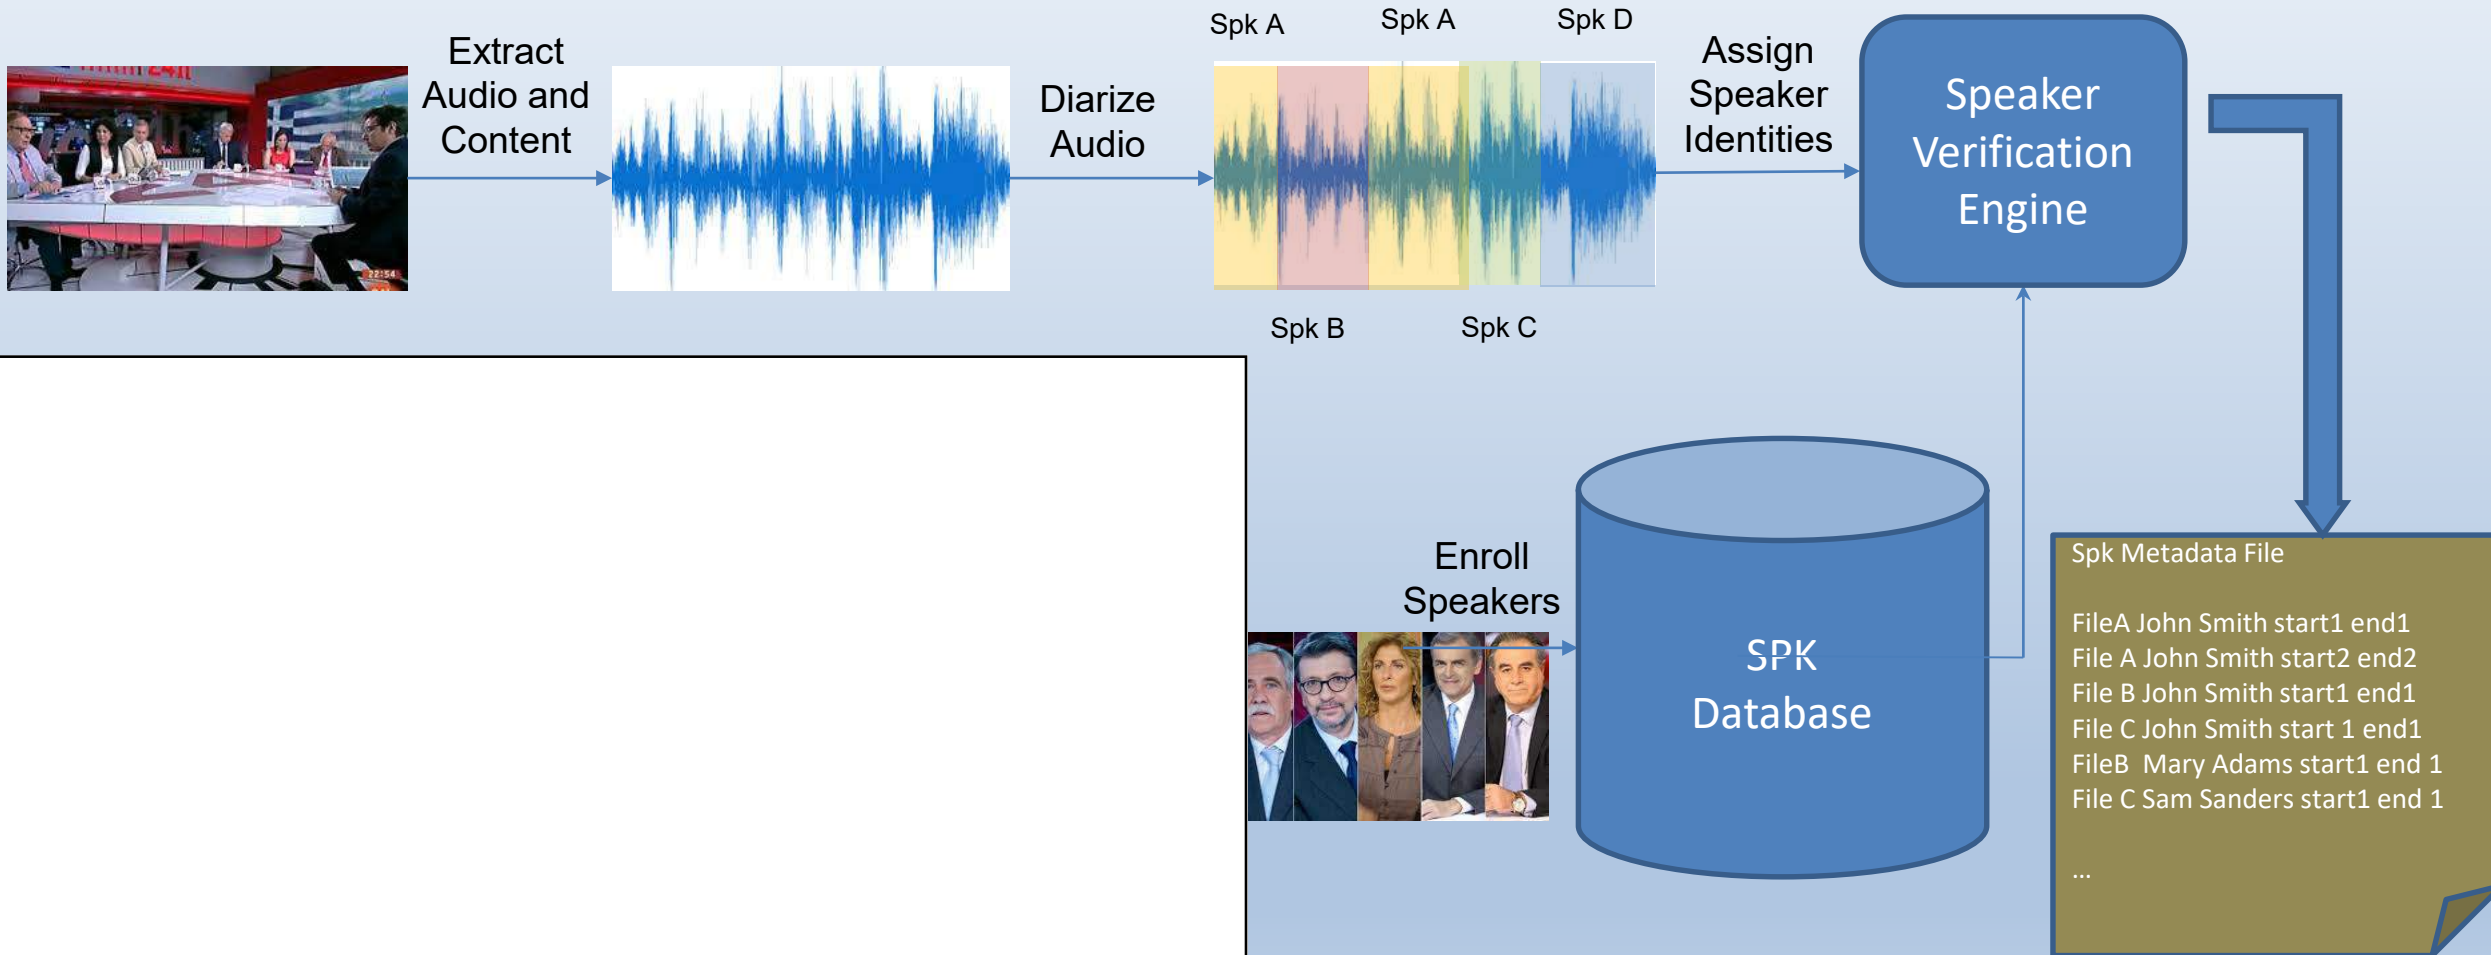 Spk A
Spk A
Spk D
Extract
Audio and
Content
Diarize
Audio
Assign
Speaker
Identities
Speaker
Verification
Engine
24h
22:54
Spk B
Spk C
Enroll
Speakers
SPK
Database
Spk Metadata File
FileA John Smith start1 end1
File A John Smith start2 end2
File B John Smith start1 end1
File C John Smith start 1 end1
FileB  Mary Adams start1 end 1
File C Sam Sanders start1 end 1
...